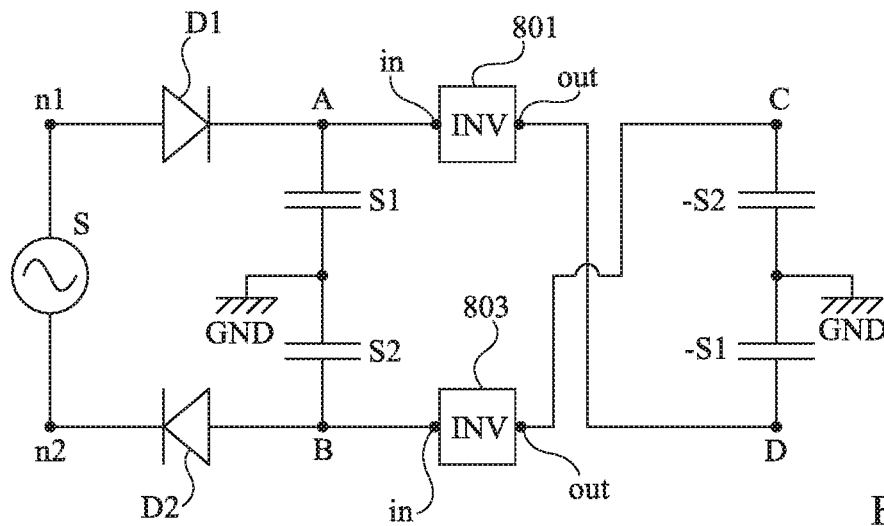 D1
801
in
out
n1
A
INV
C
S
S1
-S2
GND
803
GND
S2
-S1
n2
B
INV
D
D2
in
out
F